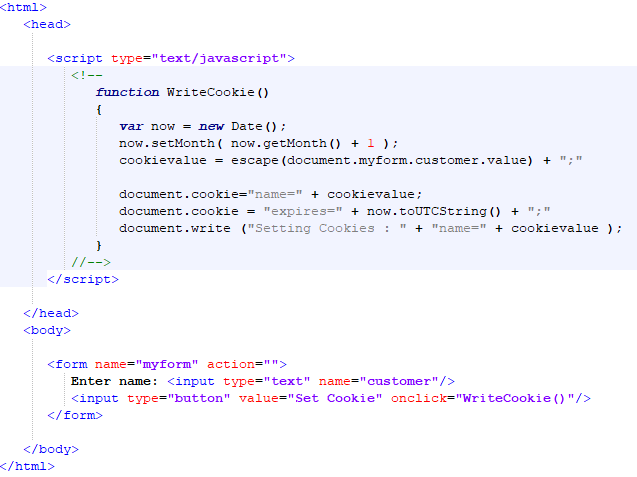 <html>
<head>
<script type="text/javascript">
<!--
function WriteCookie()
{
var now = new Date();
now.setMonth( now.getMonth() + 1 );
cookievalue = escape(document.myform.customer.value) + ";"
document.cookie="name=" + cookievalue;
document.cookie = "expires=" + now.toUTCString() + ";"
document.write ("Setting Cookies : " + "name=" + cookievalue );
}
//-->
</script>
</head>
<body>
<form name="myform" action="">
Enter name: <input type="text" name="customer"/>
<input type="button" value="Set Cookie" onclick="WriteCookie()"/>
</form>
</body>
</html>